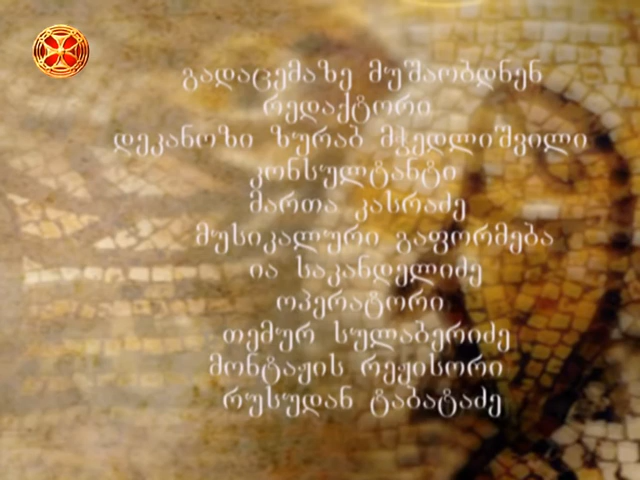 გადაცემაზე მუშაობდნენ
რედაქტორი
დეკანოზი ზურაბ მჭედლიშვილი
კონსულტანტი
მართა კასრაძე
მუსიკალური გაფორმება
ია საკანდელიძე
ოპერატორი
თემურ სულაბერიძე
მონტაჟის რეჟისორი
რუსუდან ტაბატაძე